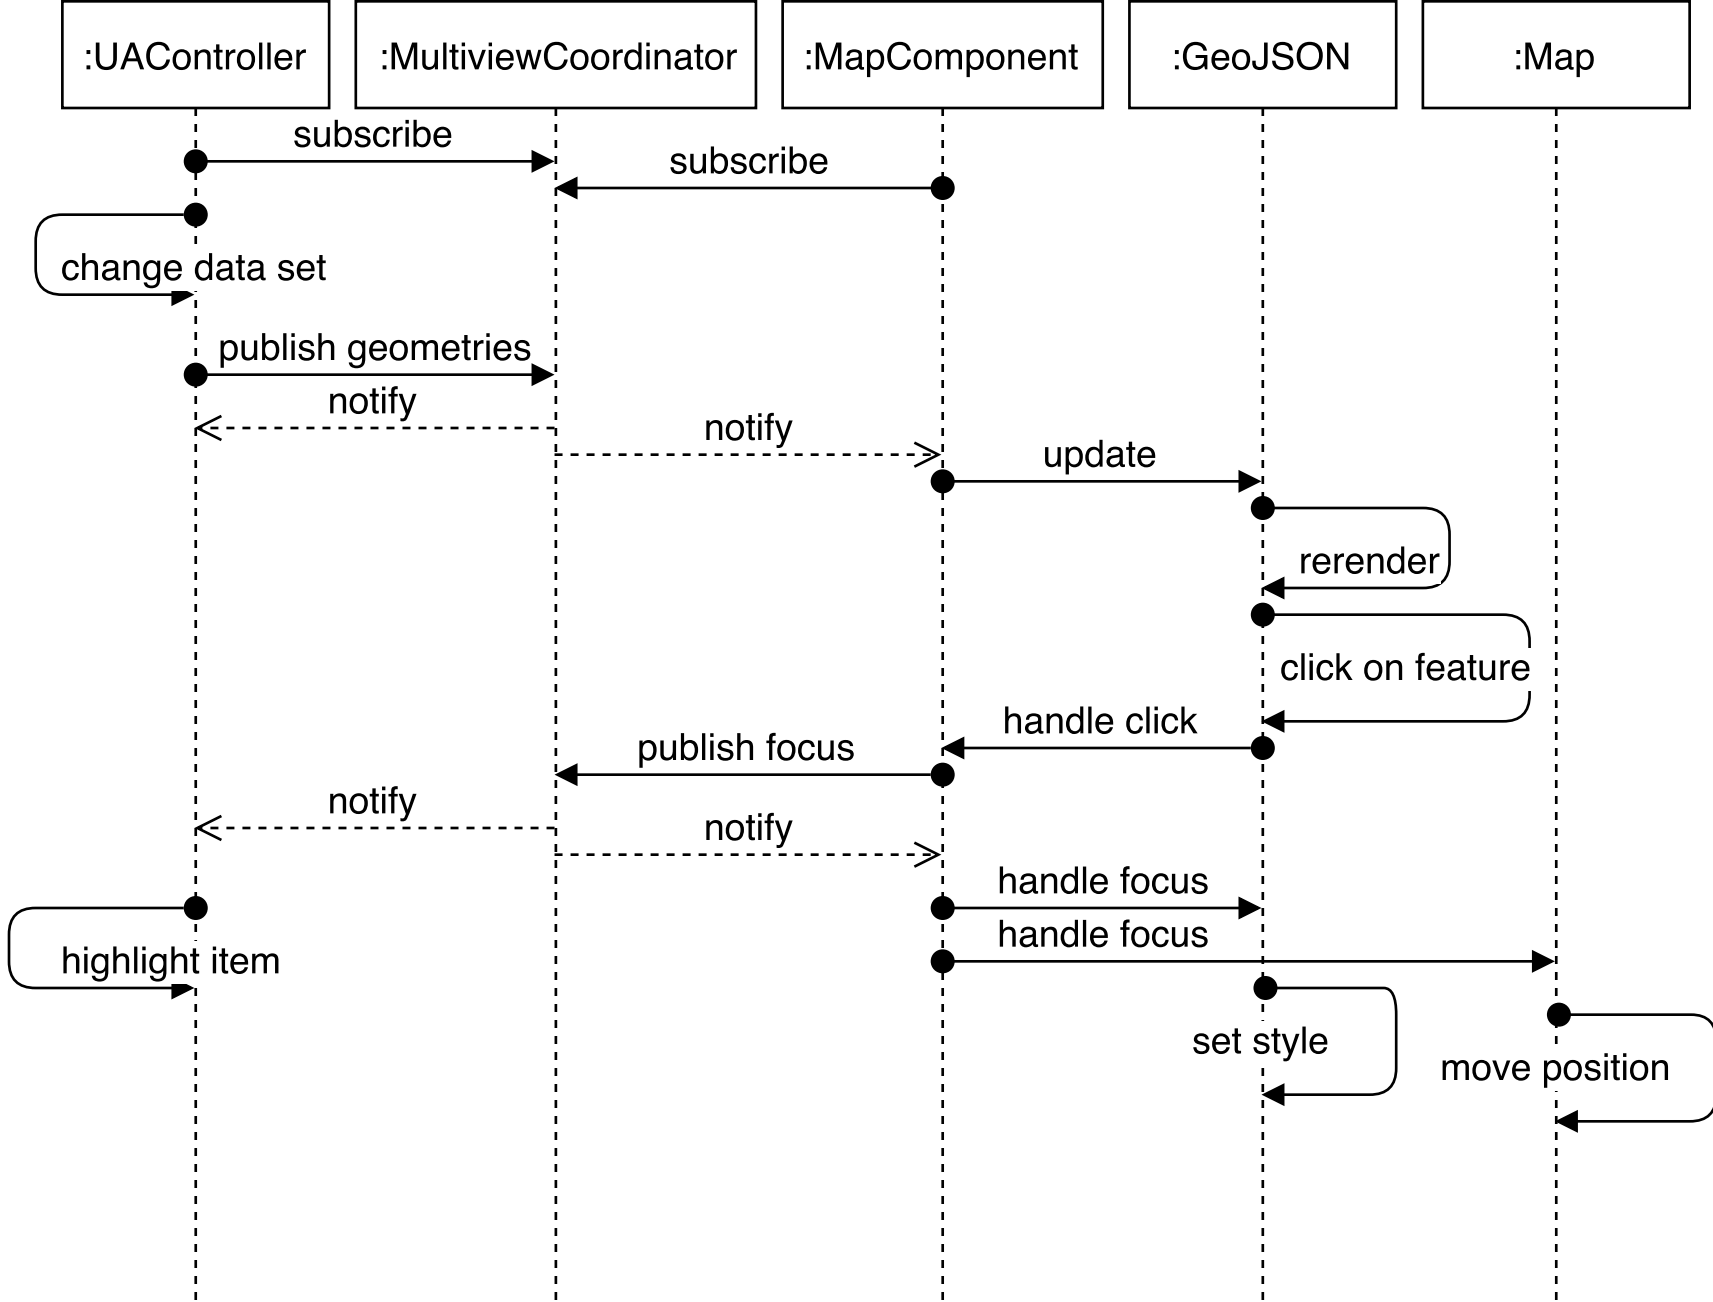 :UAController
:MultiviewCoordinator
:MapComponent
:GeoJSON
:Map
subscribe
subscribe
change data set
publish geometries
notify
notify
update
rerender
click on feature
handle click
publish focus
notify
notify
handle focus
handle focus
highlight item
set style
move position